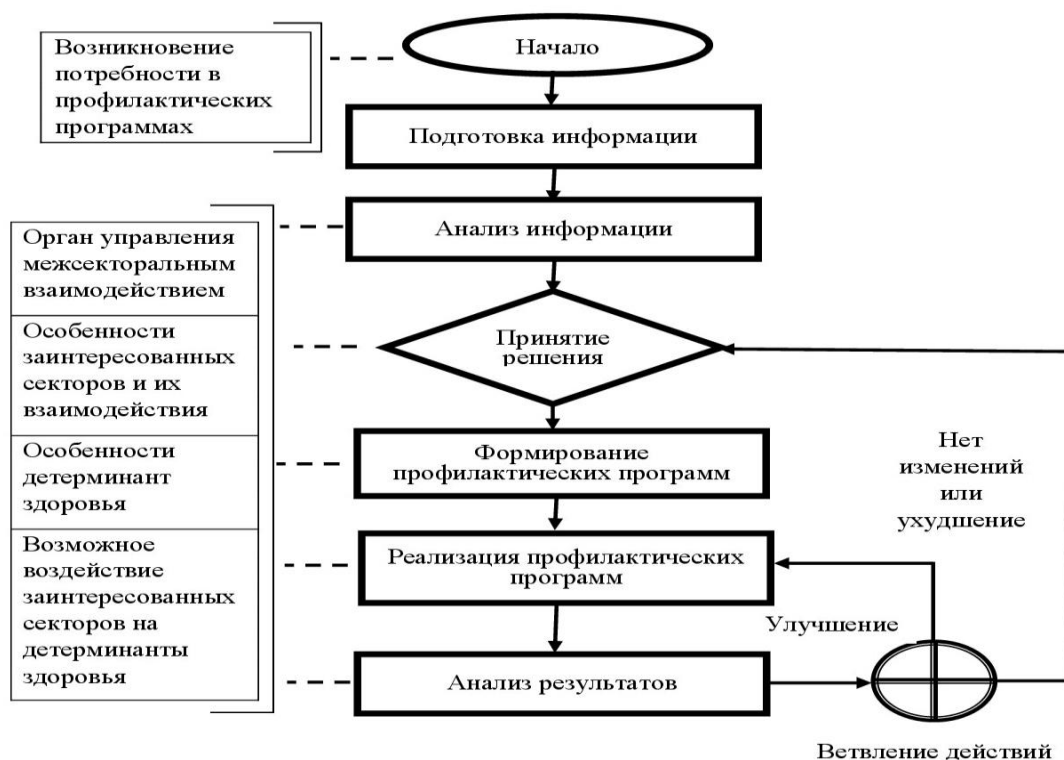 Возникновение
потребности в
профилактических
программах
Начало
Подготовка информации
Анализ информации
Орган управления
межсекторальным
взаимодействием
Особенности
заинтересованных
секторов и их
взаимодействия
Особенности
детерминант
здоровья
Возможное
воздействие
заинтересованных
секторов на
детерминанты
здоровья
Принятие
решения
Формирование
профилактических программ
Реализация профилактических
программ
Анализ результатов
Нет
изменений
или
ухудшение
Улучшение
Ветвление действий